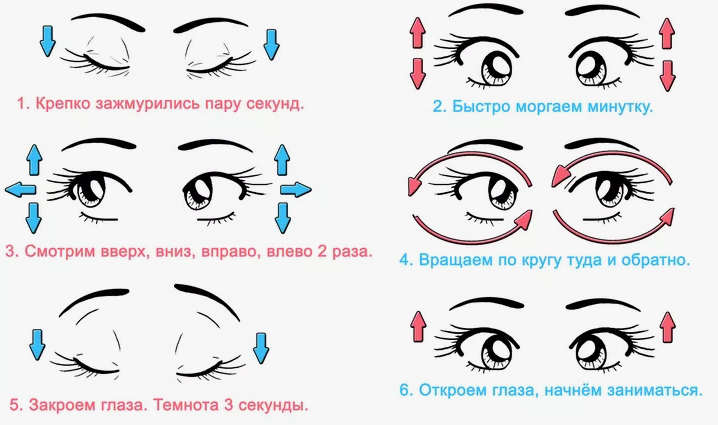 1. Крепко зажмурились пару секунд.
2. Быстро моргаем минутку.
3. Смотрим вверх, вниз, вправо, влево 2 раза.
4. Вращаем по кругу туда и обратно.
5. Закроем глаза. Темнота 3 секунды.
6. Откроем глаза, начнём заниматься.